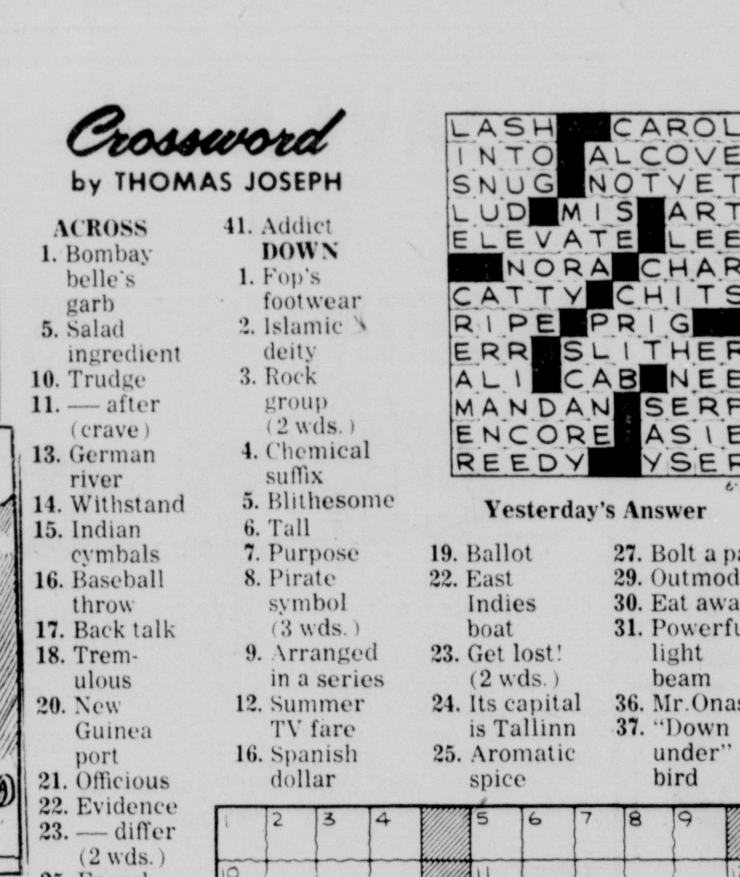 Crossword
by THOMAS JOSEPH
ACROSS
1. Bombay
belle's
garb
5. Salad
ingredient
10. Trudge
11. — after
(crave)
13. German
river
14. Withstand
15. Indian
cymbals
16. Baseball
throw
17. Back talk
18. Trem-
ulous
20. New
Guinea
port
21. Officious
22. Evidence
23. — differ
(2 wds.)
41. Addict
DOWN
1. Fop's
footwear
2. Islamic
deity
3. Rock
group
(2 wds.)
4. Chemical
suffix
5. Blithesome
6. Tall
7. Purpose
8. Pirate
symbol
(3 wds.)
9. Arranged
in a series
12. Summer
TV fare
16. Spanish
dollar
LASH CAROL
INTO ALCOVE
SNUG NOTYET
LUD MIS ART
ELEVATE LEE
NORA CHAR
CATTY CHITS
RIPE PRIG
ERR SLITHER
ALI CAB NEE
MANDAN SERF
ENCORE ASIE
REEDY YSER
Yesterday's Answer
19. Ballot
22. East
Indies
boat
23. Get lost!
(2 wds.)
24. Its capital
is Tallinn
25. Aromatic
spice
27. Bolt a pa
29. Outmod
30. Eat awa
31. Powerfu
light
beam
36. Mr. Onas
37. "Down
under"
bird
1 2 3 4 5 6 7 8 9
10 11